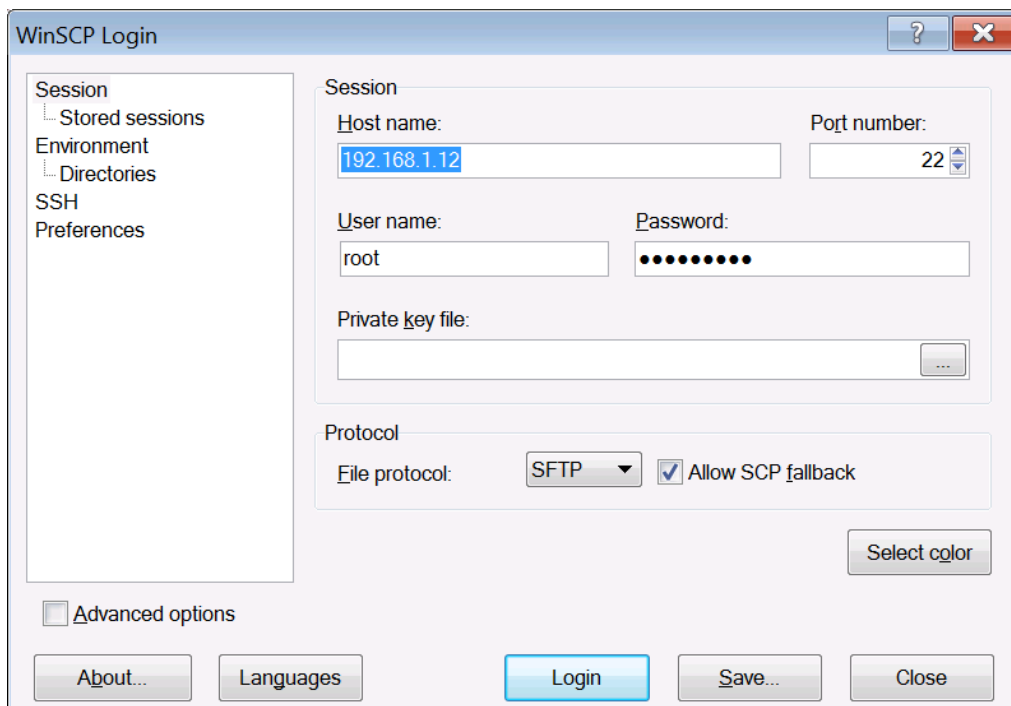 WinSCP Login
Session
Stored sessions
Environment
Directories
SSH
Preferences
Session
Host name:
Port number:
192.168.1.12
22
User name:
Password:
root
●●●●●●●●●
Private key file:
...
Protocol
File protocol:
SFTP
Allow SCP fallback
Select color
Advanced options
About...
Languages
Login
Save...
Close